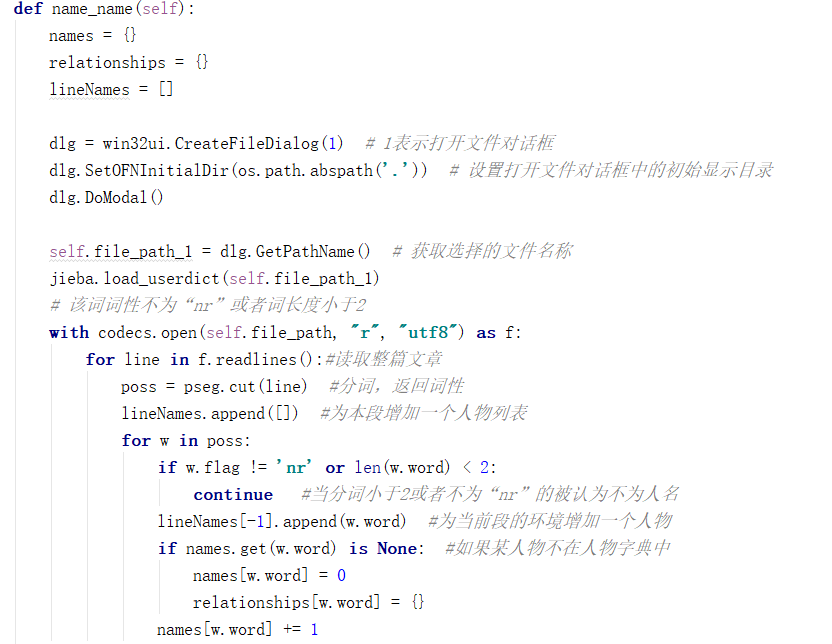 def name_name(self):
    names = {}
    relationships = {}
    lineNames = []

    dlg = win32ui.CreateFileDialog(1)  # 1表示打开文件对话框
    dlg.SetOFNInitialDir(os.path.abspath('.'))  # 设置打开文件对话框中的初始显示目录
    dlg.DoModal()

    self.file_path_1 = dlg.GetPathName()  # 获取选择的文件名称
    jieba.load_userdict(self.file_path_1)
    # 该词词性不为“nr”或者词长度小于2
    with codecs.open(self.file_path, "r", "utf8") as f:
        for line in f.readlines():#读取整篇文章
            poss = pseg.cut(line)  #分词，返回词性
            lineNames.append([])  #为本段增加一个人物列表
            for w in poss:
                if w.flag != 'nr' or len(w.word) < 2:
                    continue   #当分词小于2或者不为“nr”的被认为不为人名
                lineNames[-1].append(w.word)  #为当前段的环境增加一个人物
                if names.get(w.word) is None:  #如果某人物不在人物字典中
                    names[w.word] = 0
                    relationships[w.word] = {}
                names[w.word] += 1